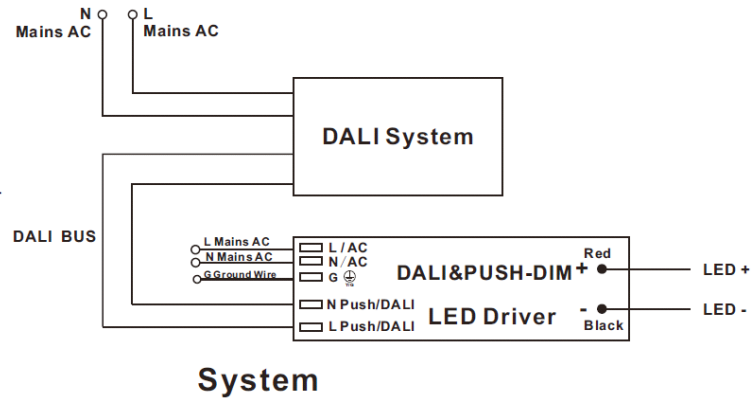 N
Mains AC
L
Mains AC
DALI System
DALI BUS
L Mains AC
N Mains AC
G Ground Wire
L / AC
N / AC
G
N Push/DALI
L Push/DALI
DALI&PUSH-DIM
LED Driver
Red
+
-
Black
LED +
LED -
System